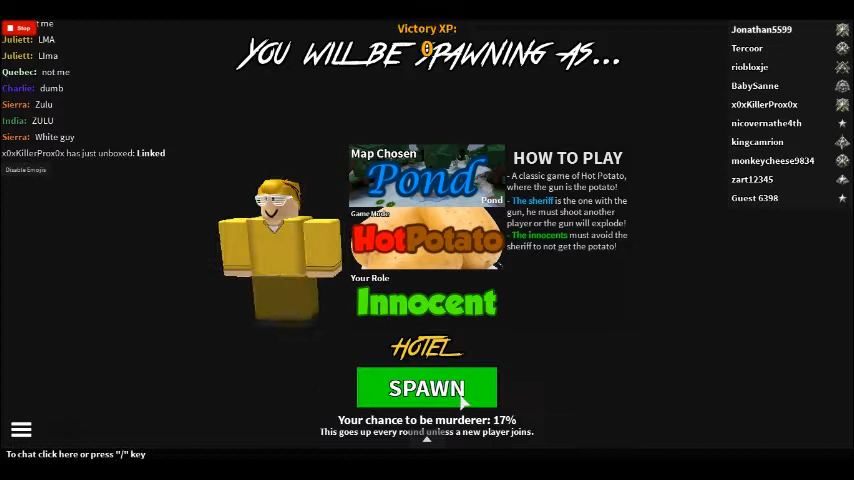 Stop
t me
Juliett: LMA
Juliett: LIma
Quebec: not me
Charlie: dumb
Sierra: Zulu
India: ZULU
Sierra: White guy
x0xKillerProx0x has just unboxed: Linked
Disable Emojis
Victory XP:
0
YOU WILL BE SPAWNING AS...
Map Chosen
Pond
Pond
Game Mode
HotPotato
Your Role
Innocent
HOTEL
SPAWN
Your chance to be murderer: 17%
This goes up every round unless a new player joins.
HOW TO PLAY
- A classic game of Hot Potato,
where the gun is the potato!
- The sheriff is the one with the
gun, he must shoot another
player or the gun will explode!
- The innocents must avoid the
sheriff to not get the potato!
Jonathan5599
Tercoor
riobloxje
BabySanne
x0xKillerProx0x
nicovernathe4th
kingcamrion
monkeycheese9834
zart12345
Guest 6398
To chat click here or press "/" key